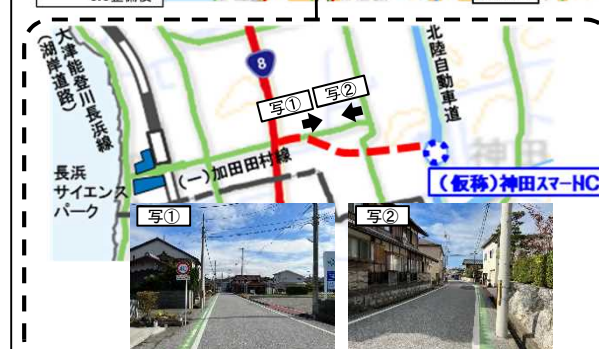 大津能登川長浜線
(湖岸道路)
8
写①
写②
北陸自動車道
(一)加田田村線
神田
長浜
サイエンス
パーク
(仮称)神田スマートIC
写①
写②